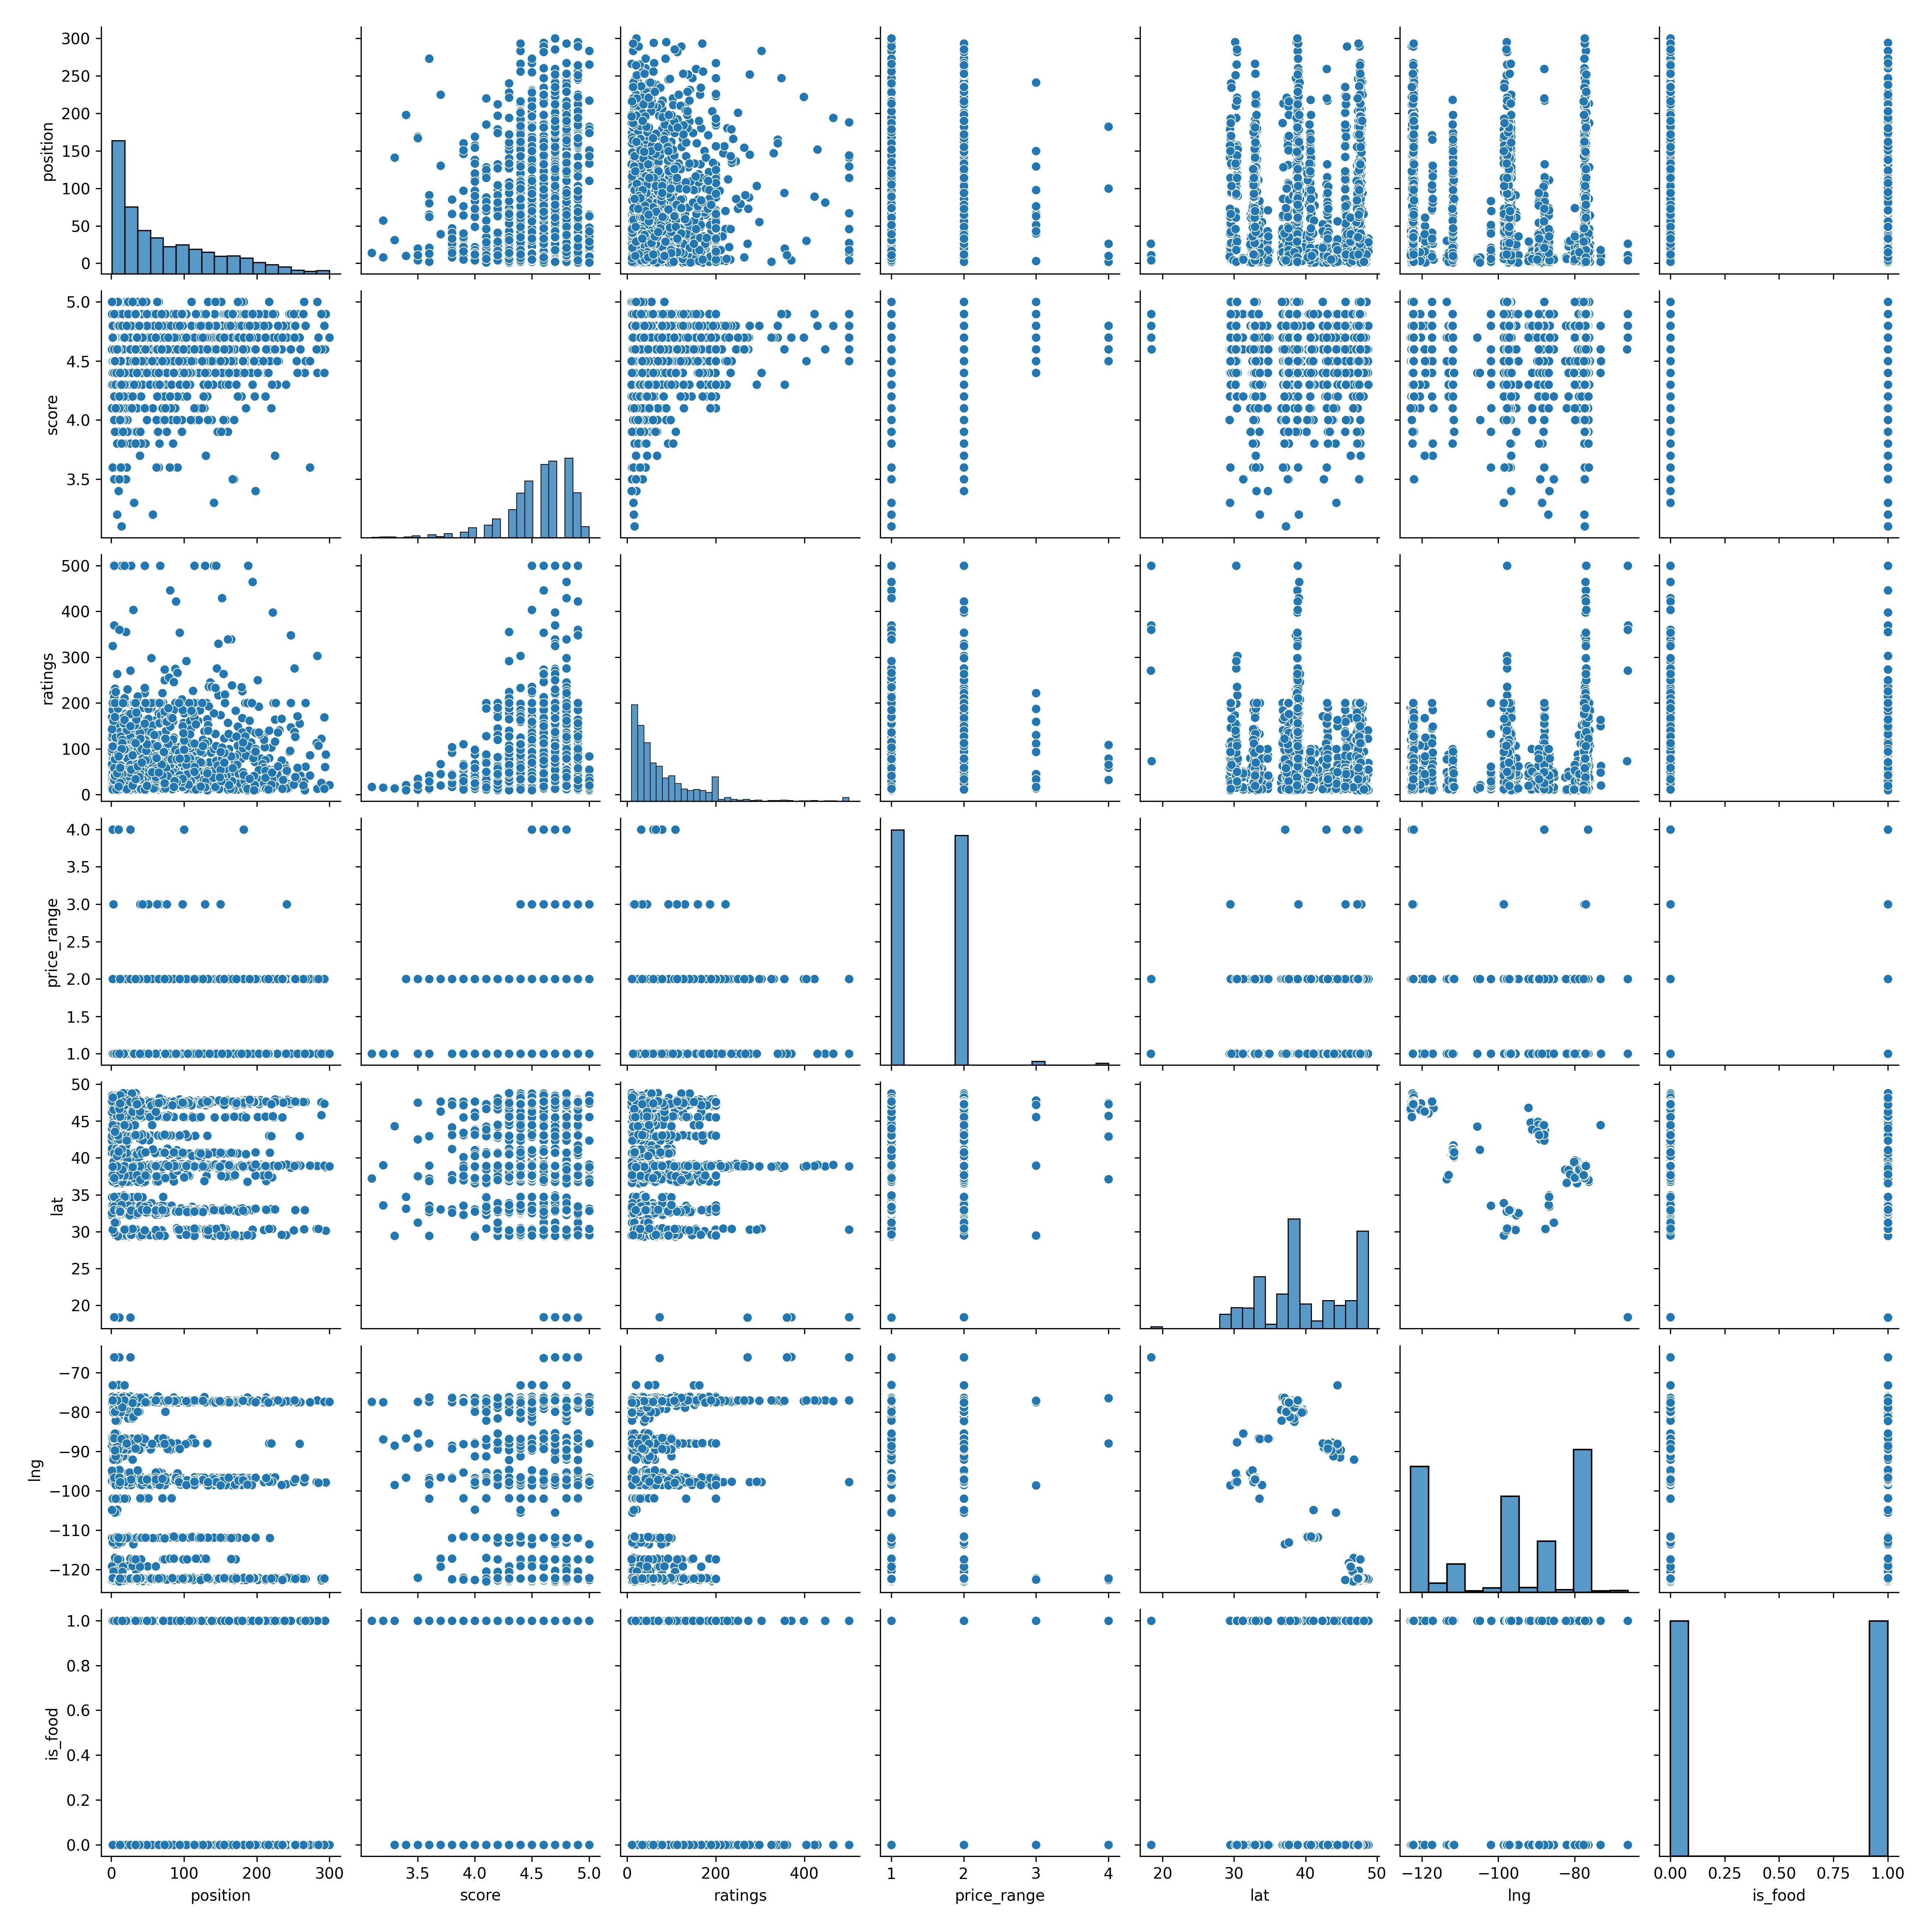 300
250
200
150
100
50
0
position
5.0
4.5
4.0
3.5
score
500
400
300
200
100
0
ratings
4.0
3.5
3.0
2.5
2.0
1.5
1.0
price_range
50
45
40
35
30
25
20
lat
−70
−80
−90
−100
−110
−120
lng
1.0
0.8
0.6
0.4
0.2
0.0
is_food
0 100 200 300
3.5 4.0 4.5 5.0
0 200 400
1 2 3 4
20 30 40 50
−120 −100 −80
0.00 0.25 0.50 0.75 1.00
position score ratings price_range lat lng is_food